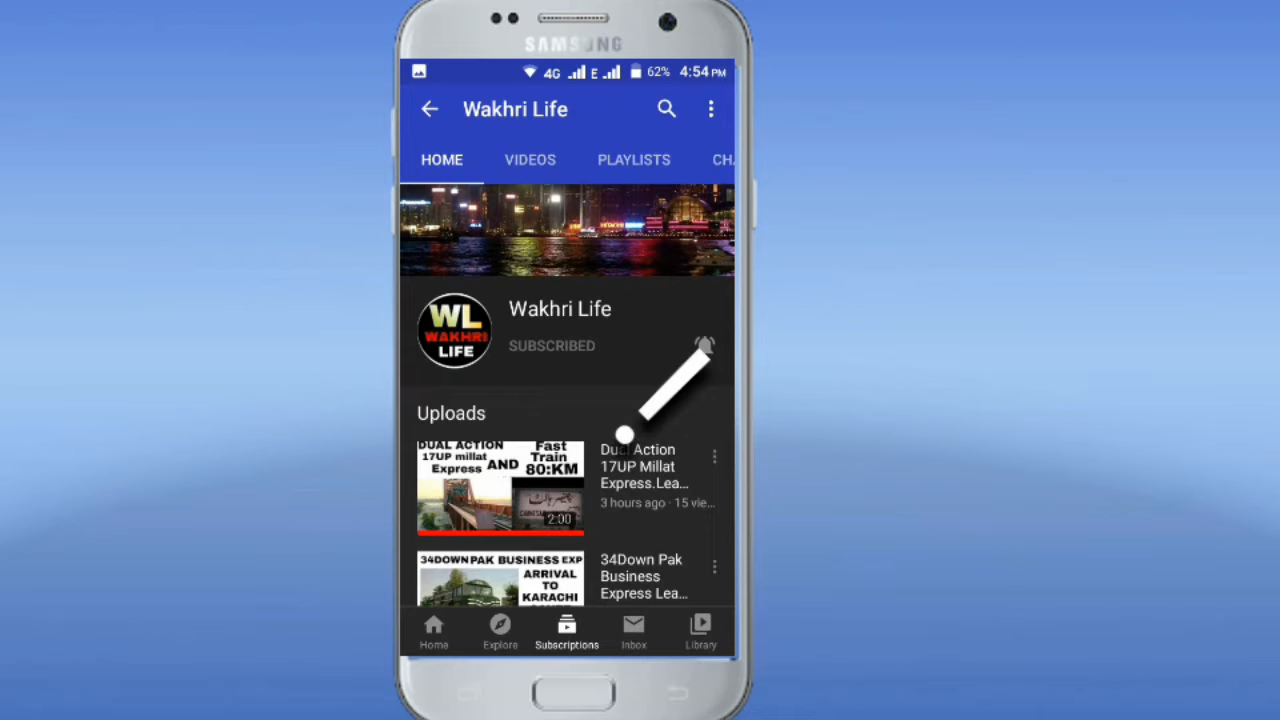 SAMSUNG
4G E 62% 4:54 PM
Wakhri Life
HOME VIDEOS PLAYLISTS CHA
WL
WAKHRI
LIFE
Wakhri Life
SUBSCRIBED
Uploads
DUAL ACTION
17UP millat
Express AND
Fast
Train
80:KM
2:00
Dual Action
17UP Millat
Express.Lea...
3 hours ago · 15 vie...
34DOWN PAK BUSINESS EXP
ARRIVAL
TO
KARACHI
34Down Pak
Business
Express Lea...
Home Explore Subscriptions Inbox Library